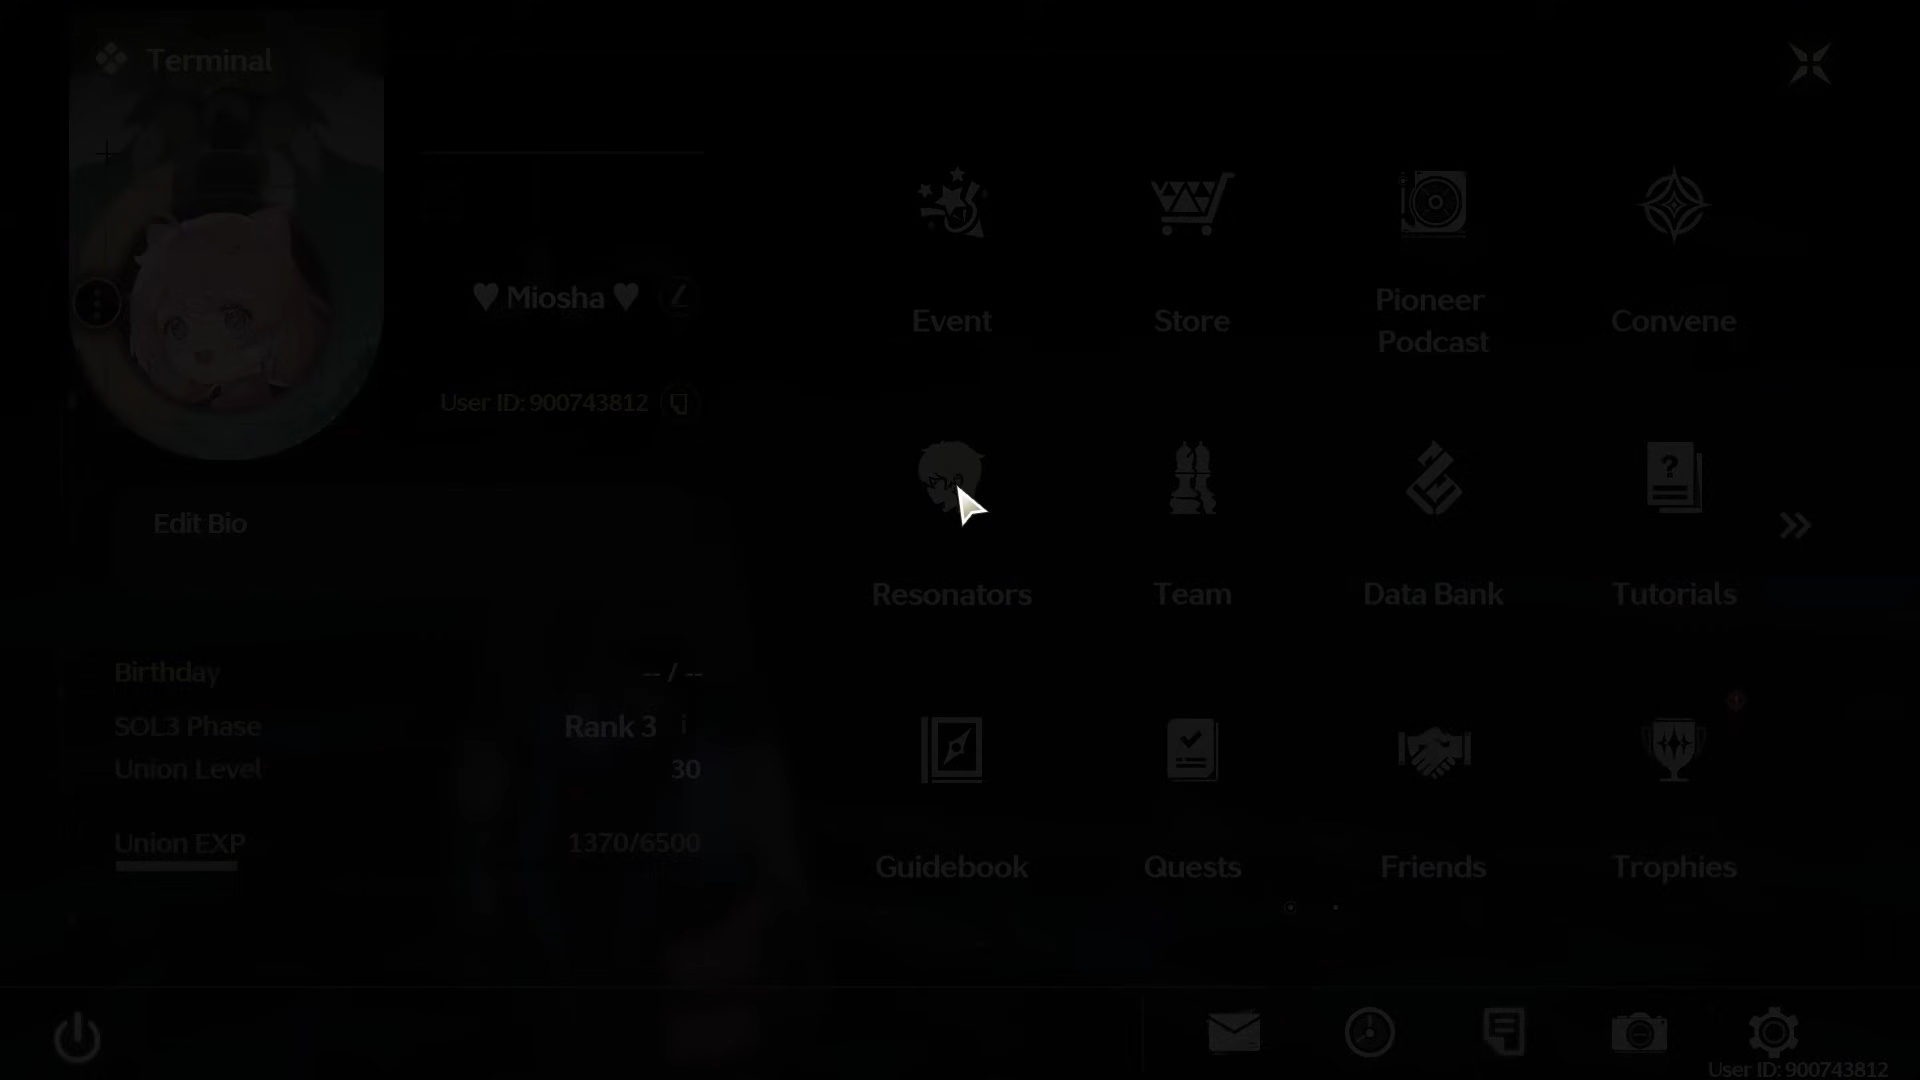 Terminal
♥ Miosha ♥
User ID: 900743812
Edit Bio
Birthday -- / --
SOL3 Phase Rank 3 i
Union Level 30
Union EXP 1370/6500
Event
Store
Pioneer
Podcast
Convene
Resonators
Team
Data Bank
Tutorials
Guidebook
Quests
Friends
Trophies
User ID: 900743812